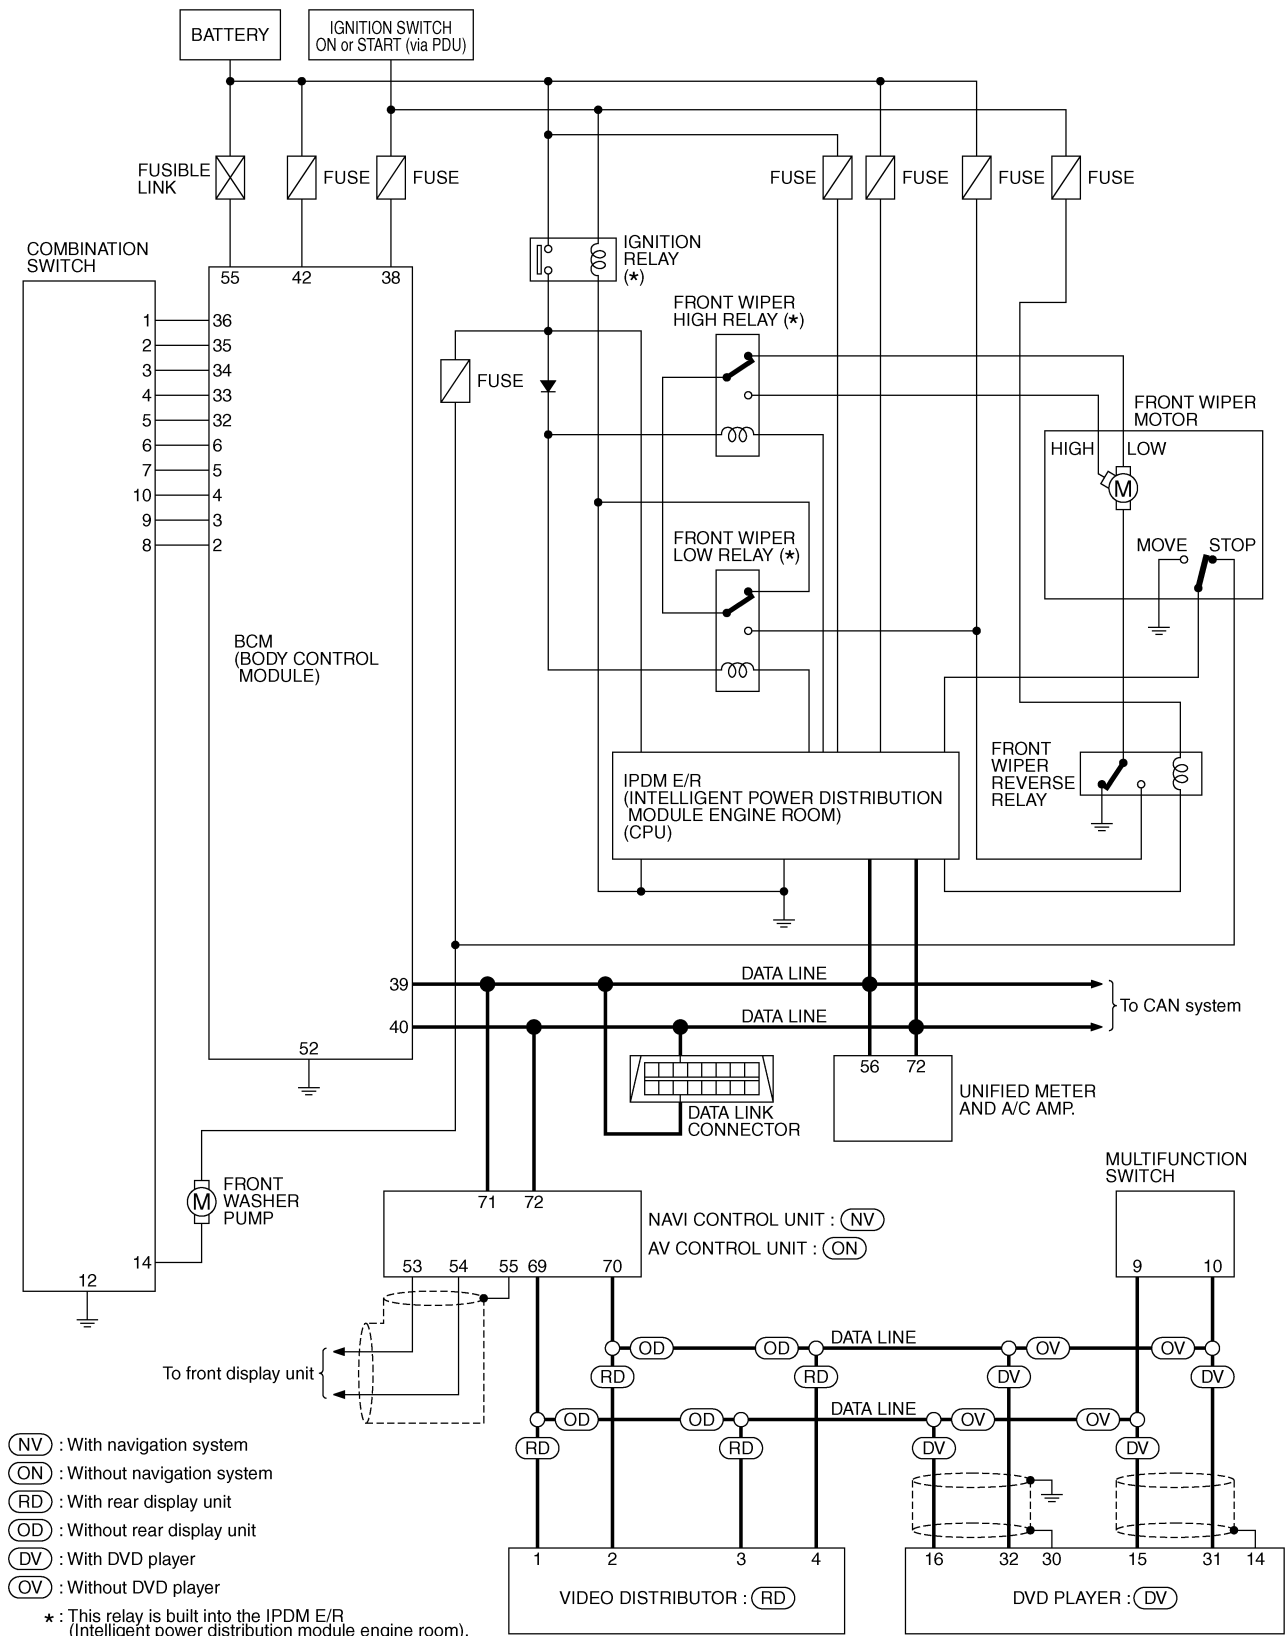 BATTERY
IGNITION SWITCH
ON or START (via PDU)
FUSIBLE
LINK
FUSE
FUSE
FUSE
FUSE
FUSE
FUSE
COMBINATION
SWITCH
55
42
38
IGNITION
RELAY
(*)
FRONT WIPER
HIGH RELAY (*)
1
36
2
35
3
34
4
33
5
32
6
6
7
5
10
4
9
3
8
2
FUSE
FRONT WIPER
MOTOR
HIGH
LOW
M
MOVE
STOP
FRONT WIPER
LOW RELAY (*)
BCM
(BODY CONTROL
MODULE)
FRONT
WIPER
REVERSE
RELAY
IPDM E/R
(INTELLIGENT POWER DISTRIBUTION
MODULE ENGINE ROOM)
(CPU)
39
DATA LINE
40
DATA LINE
To CAN system
52
56
72
UNIFIED METER
AND A/C AMP.
DATA LINK
CONNECTOR
FRONT
WASHER
PUMP
M
14
12
71
72
NAVI CONTROL UNIT : NV
AV CONTROL UNIT : ON
53
54
55
69
70
MULTIFUNCTION
SWITCH
9
10
To front display unit
OD
OD
DATA LINE
OV
OV
RD
RD
DV
DV
OD
OD
DATA LINE
OV
OV
RD
RD
DV
DV
1
2
3
4
VIDEO DISTRIBUTOR : RD
16
32
30
15
31
14
DVD PLAYER : DV
NV : With navigation system
ON : Without navigation system
RD : With rear display unit
OD : Without rear display unit
DV : With DVD player
OV : Without DVD player
* : This relay is built into the IPDM E/R
(Intelligent power distribution module engine room).